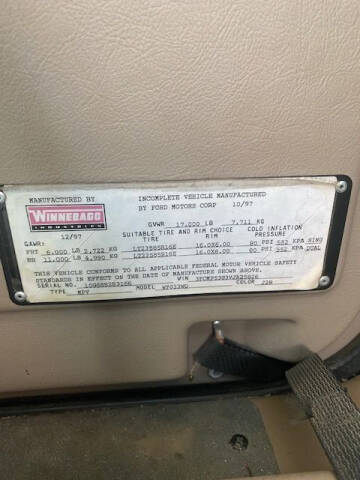 MANUFACTURED BY
WINNEBAGO
INDUSTRIES
12/97
INCOMPLETE VEHICLE MANUFACTURED
BY FORD MOTORS CORP 10/97
GVWR 17,000 LB 7,711 KG
SUITABLE TIRE AND RIM CHOICE COLD INFLATION
GAWR: TIRE RIM PRESSURE
FRT 6,000 LB 2,722 KG LT23585R16E 16.0X6.00 80 PSI 552 KPA SING
RR 11,000 LB 4,990 KG LT23585R16E 16.0X6.00 80 PSI 552 KPA DUAL
THIS VEHICLE CONFORMS TO ALL APPLICABLE FEDERAL MOTOR VEHICLE SAFETY
STANDARDS IN EFFECT ON THE DATE OF MANUFACTURE SHOWN ABOVE.
SERIAL VIN COLOR
TYPE MPV MODEL